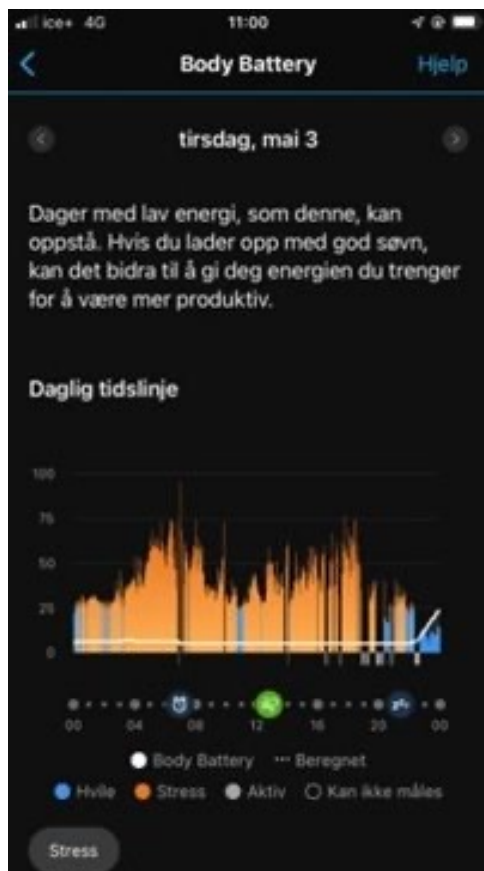 ice+ 4G 11:00
Body Battery Hjelp
tirsdag, mai 3
Dager med lav energi, som denne, kan
oppstå. Hvis du lader opp med god søvn,
kan det bidra til å gi deg energien du trenger
for å være mer produktiv.
Daglig tidslinje
100
75
50
25
0
00 04 08 12 16 20 00
Body Battery Beregnet
Hvile Stress Aktiv Kan ikke måles
Stress